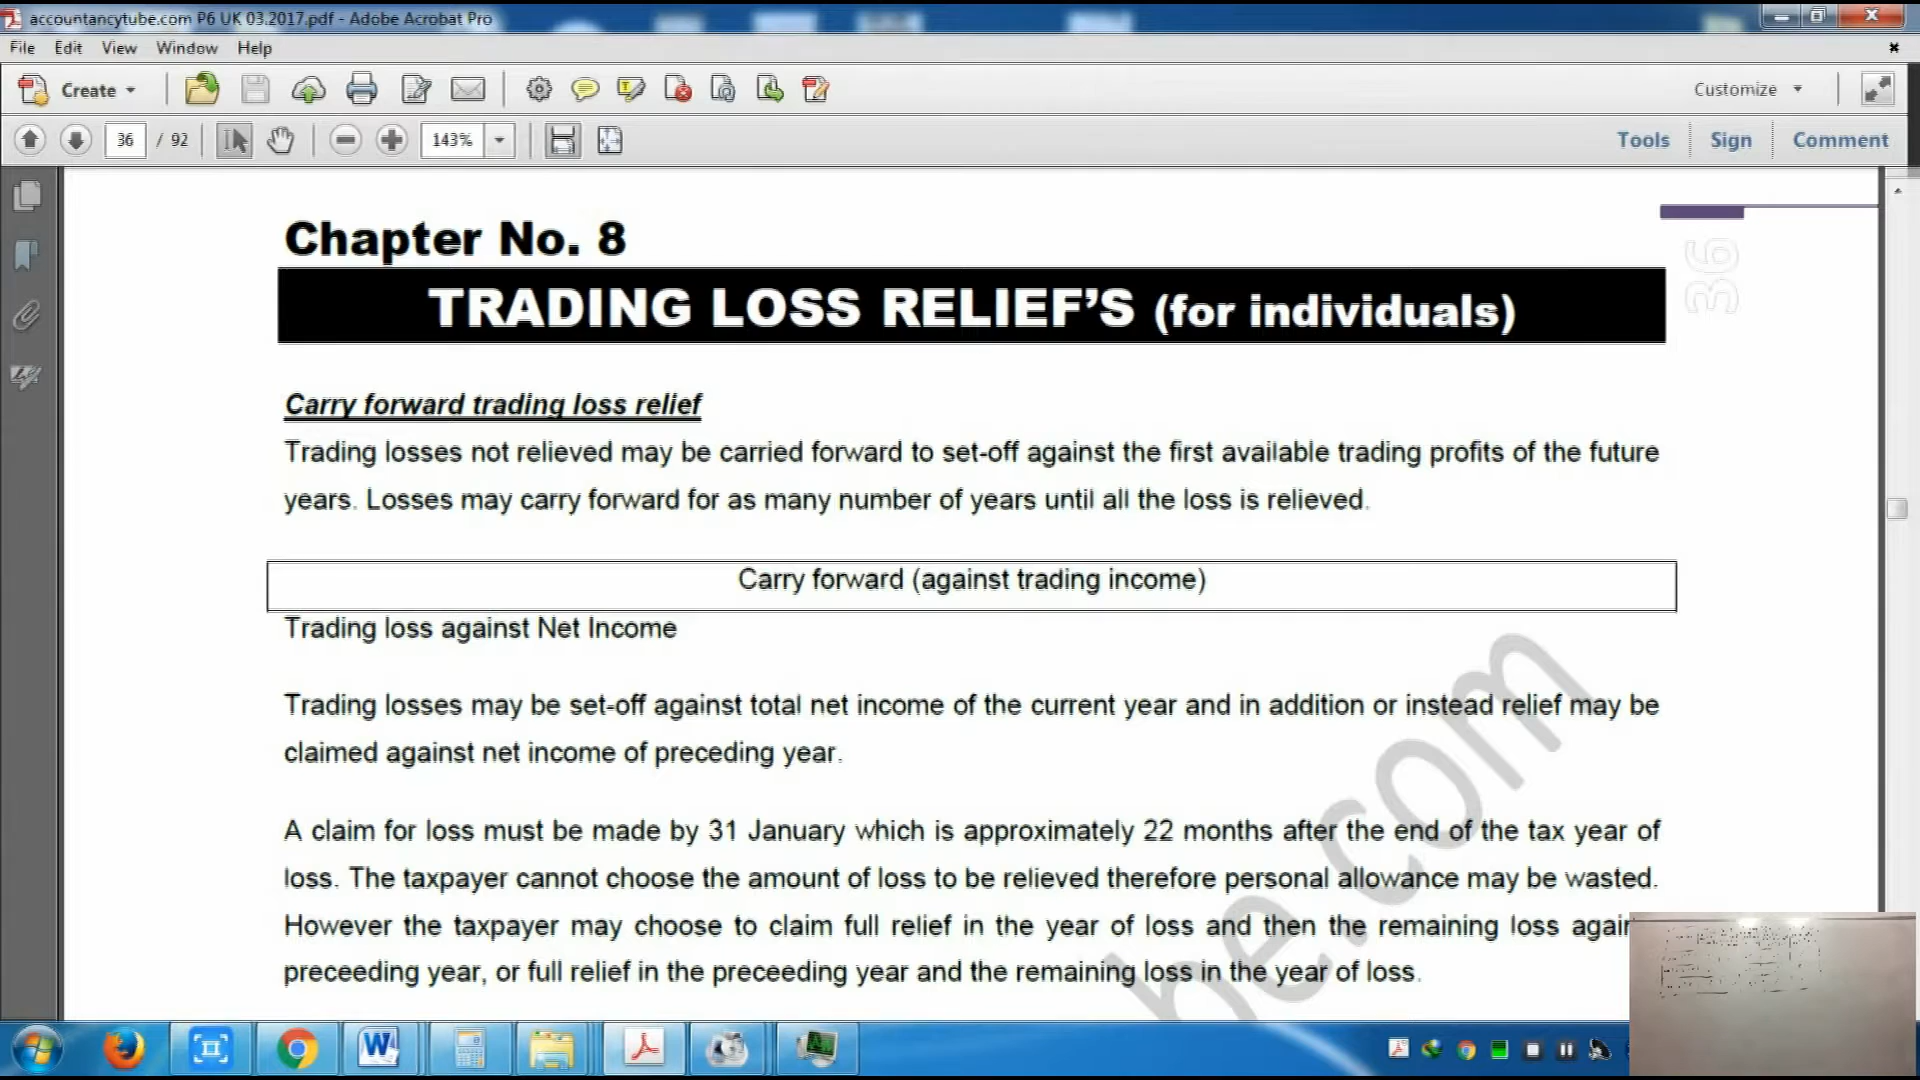 accountancytube.com P6 UK 03.2017.pdf - Adobe Acrobat Pro
File Edit View Window Help
Create Customize
36 / 92 143% Tools Sign Comment
36
Chapter No. 8
TRADING LOSS RELIEF'S (for individuals)
Carry forward trading loss relief
Trading losses not relieved may be carried forward to set-off against the first available trading profits of the future
years. Losses may carry forward for as many number of years until all the loss is relieved.
Carry forward (against trading income)
Trading loss against Net Income
Trading losses may be set-off against total net income of the current year and in addition or instead relief may be
claimed against net income of preceding year.
A claim for loss must be made by 31 January which is approximately 22 months after the end of the tax year of
loss. The taxpayer cannot choose the amount of loss to be relieved therefore personal allowance may be wasted.
However the taxpayer may choose to claim full relief in the year of loss and then the remaining loss
preceeding year, or full relief in the preceeding year and the remaining loss in the year of loss.
be.com